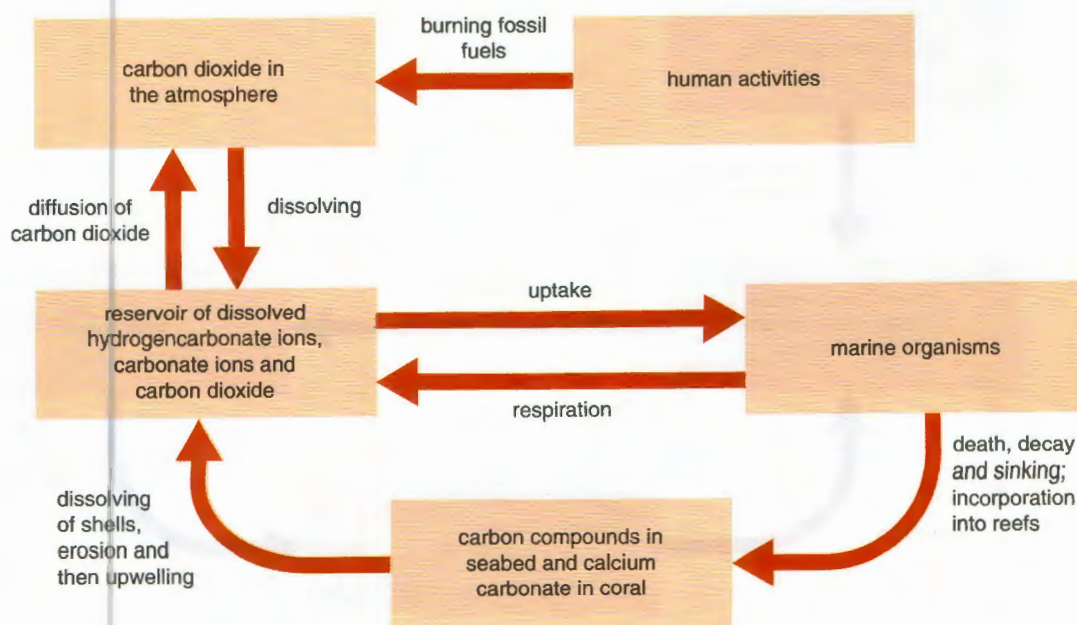 burning fossil
fuels
carbon dioxide in
the atmosphere
human activities
diffusion of
carbon dioxide
dissolving
reservoir of dissolved
hydrogencarbonate ions,
carbonate ions and
carbon dioxide
uptake
marine organisms
respiration
death, decay
and sinking;
incorporation
into reefs
dissolving
of shells,
erosion and
then upwelling
carbon compounds in
seabed and calcium
carbonate in coral